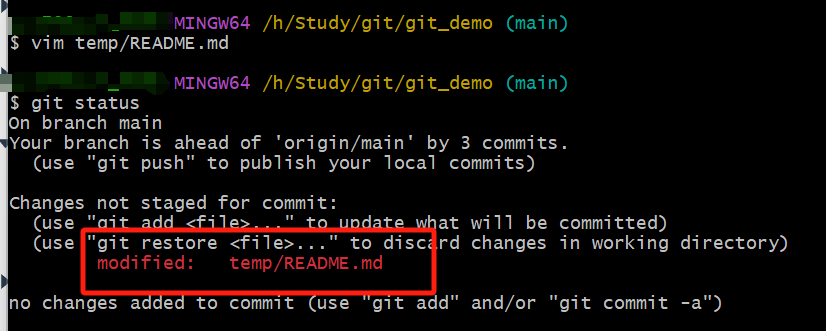 MINGW64 /h/Study/git/git_demo (main)
$ vim temp/README.md
MINGW64 /h/Study/git/git_demo (main)
$ git status
On branch main
Your branch is ahead of 'origin/main' by 3 commits.
(use "git push" to publish your local commits)
Changes not staged for commit:
(use "git add <file>..." to update what will be committed)
(use "git restore <file>..." to discard changes in working directory)
modified: temp/README.md
no changes added to commit (use "git add" and/or "git commit -a")